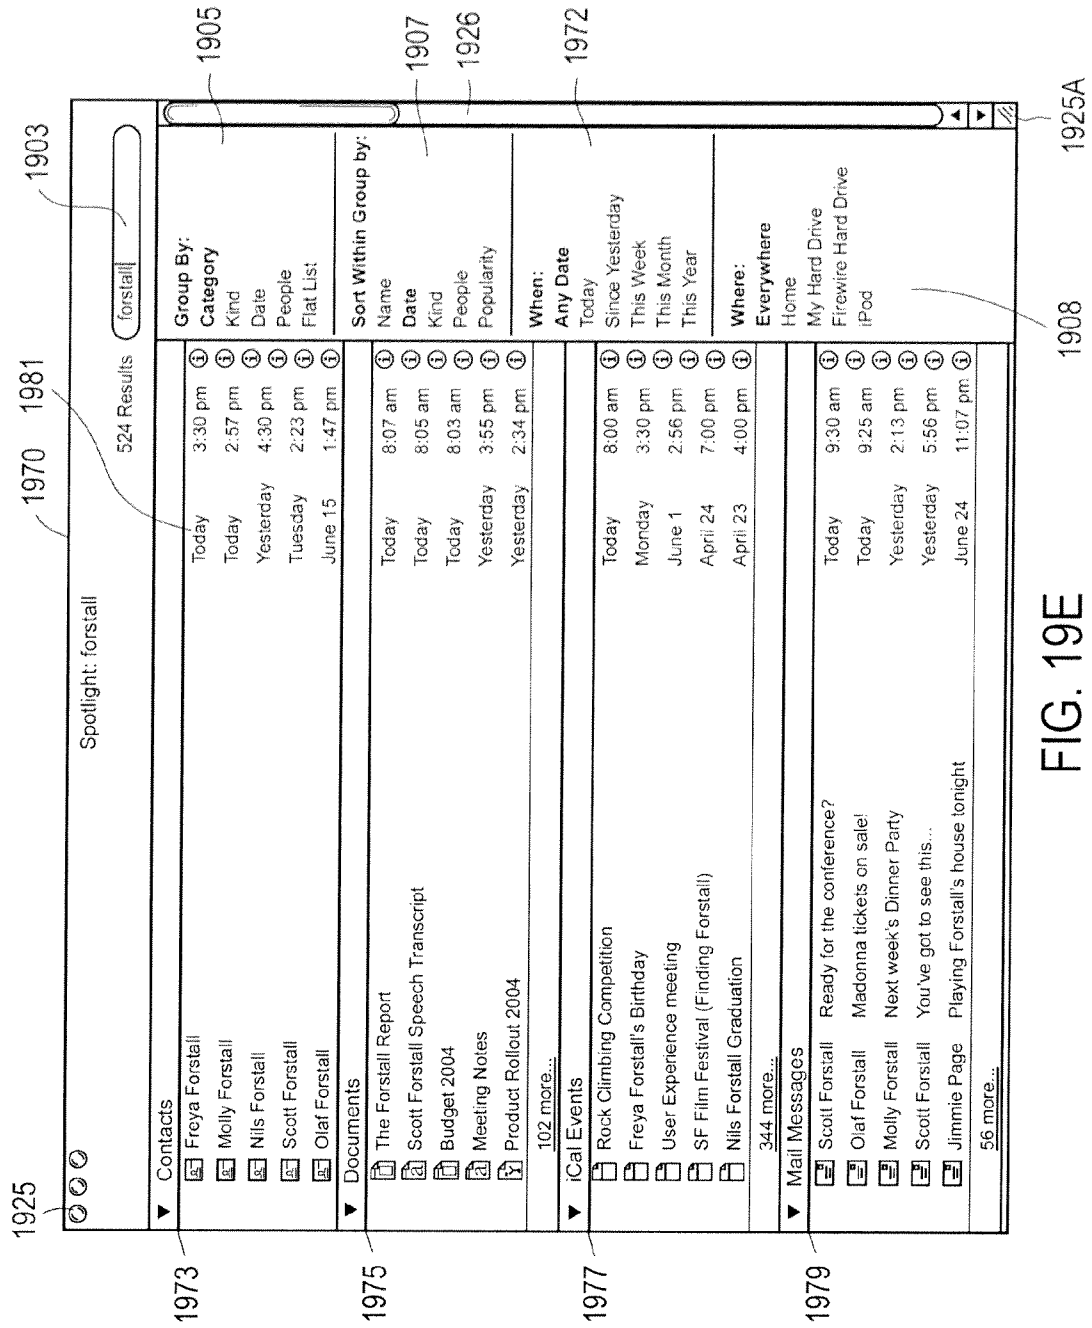 1925
1970
1981
1903
1905
1907
1926
1972
1925A
1908
1973
1975
1977
1979
Spotlight: forstall
524 Results
forstall
Contacts
Freya Forstall Today 3:30 pm
Molly Forstall Today 2:57 pm
Nils Forstall Yesterday 4:30 pm
Scott Forstall Tuesday 2:23 pm
Olaf Forstall June 15 1:47 pm
Documents
The Forstall Report Today 8:07 am
Scott Forstall Speech Transcript Today 8:05 am
Budget 2004 Today 8:03 am
Meeting Notes Yesterday 3:55 pm
Product Rollout 2004 Yesterday 2:34 pm
102 more...
iCal Events
Rock Climbing Competition Today 8:00 am
Freya Forstall's Birthday Monday 3:30 pm
User Experience meeting June 1 2:56 pm
SF Film Festival (Finding Forstall) April 24 7:00 pm
Nils Forstall Graduation April 23 4:00 pm
344 more...
Mail Messages
Scott Forstall Ready for the conference? Today 9:30 am
Olaf Forstall Madonna tickets on sale! Today 9:25 am
Molly Forstall Next week's Dinner Party Yesterday 2:13 pm
Scott Forstall You've got to see this... Yesterday 5:56 pm
Jimmie Page Playing Forstall's house tonight June 24 11:07 pm
56 more...
Group By:
Category
Kind
Date
People
Flat List
Sort Within Group by:
Name
Date
Kind
People
Popularity
When:
Any Date
Today
Since Yesterday
This Week
This Month
This Year
Where:
Everywhere
Home
My Hard Drive
Firewire Hard Drive
iPod
FIG. 19E